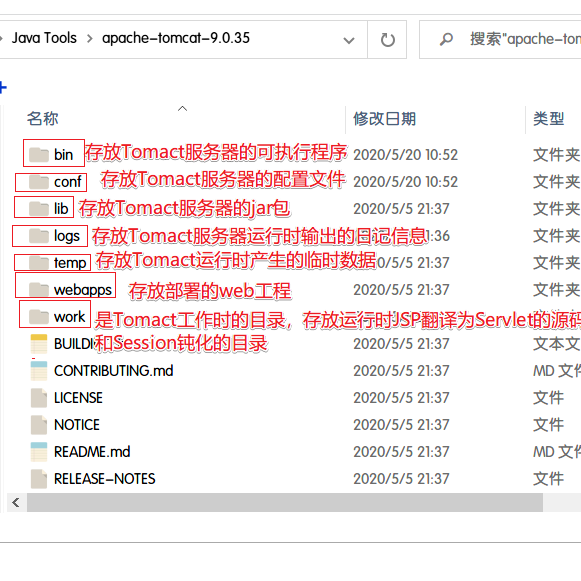 Java Tools > apache-tomcat-9.0.35 搜索"apache-tom
名称 修改日期 类型
bin 存放Tomact服务器的可执行程序 2020/5/20 10:52 文件夹
conf 存放Tomact服务器的配置文件 2020/5/20 10:52 文件夹
lib 存放Tomact服务器的jar包 2020/5/5 21:37 文件夹
logs 存放Tomact服务器运行时输出的日记信息 1:36 文件夹
temp 存放Tomact运行时产生的临时数据 2020/5/5 21:37 文件夹
webapps 存放部署的web工程 2020/5/5 21:37 文件夹
work 是Tomact工作时的目录，存放运行时JSP翻译为Servlet的源码
BUILDI 和Session钝化的目录 2020/5/5 21:37 文本文
CONTRIBUTING.md 2020/5/5 21:37 MD 文件
LICENSE 2020/5/5 21:37 文件
NOTICE 2020/5/5 21:37 文件
README.md 2020/5/5 21:37 MD 文件
RELEASE-NOTES 2020/5/5 21:37 文件